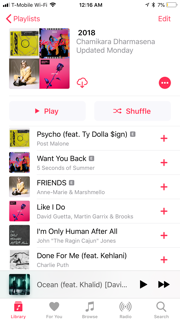 T-Mobile Wi-Fi 12:16 AM 7%
Playlists Edit
2018
Chamikara Dharmasena
Updated Monday
Play Shuffle
Psycho (feat. Ty Dolla $ign) E
Post Malone
Want You Back E
5 Seconds of Summer
FRIENDS E
Anne-Marie & Marshmello
Like I Do
David Guetta, Martin Garrix & Brooks
I'm Only Human After All
John "The Ragin Cajun" Jones
Done For Me (feat. Kehlani)
Charlie Puth
Ocean (feat. Khalid) [Davi...
Library For You Browse Radio Search